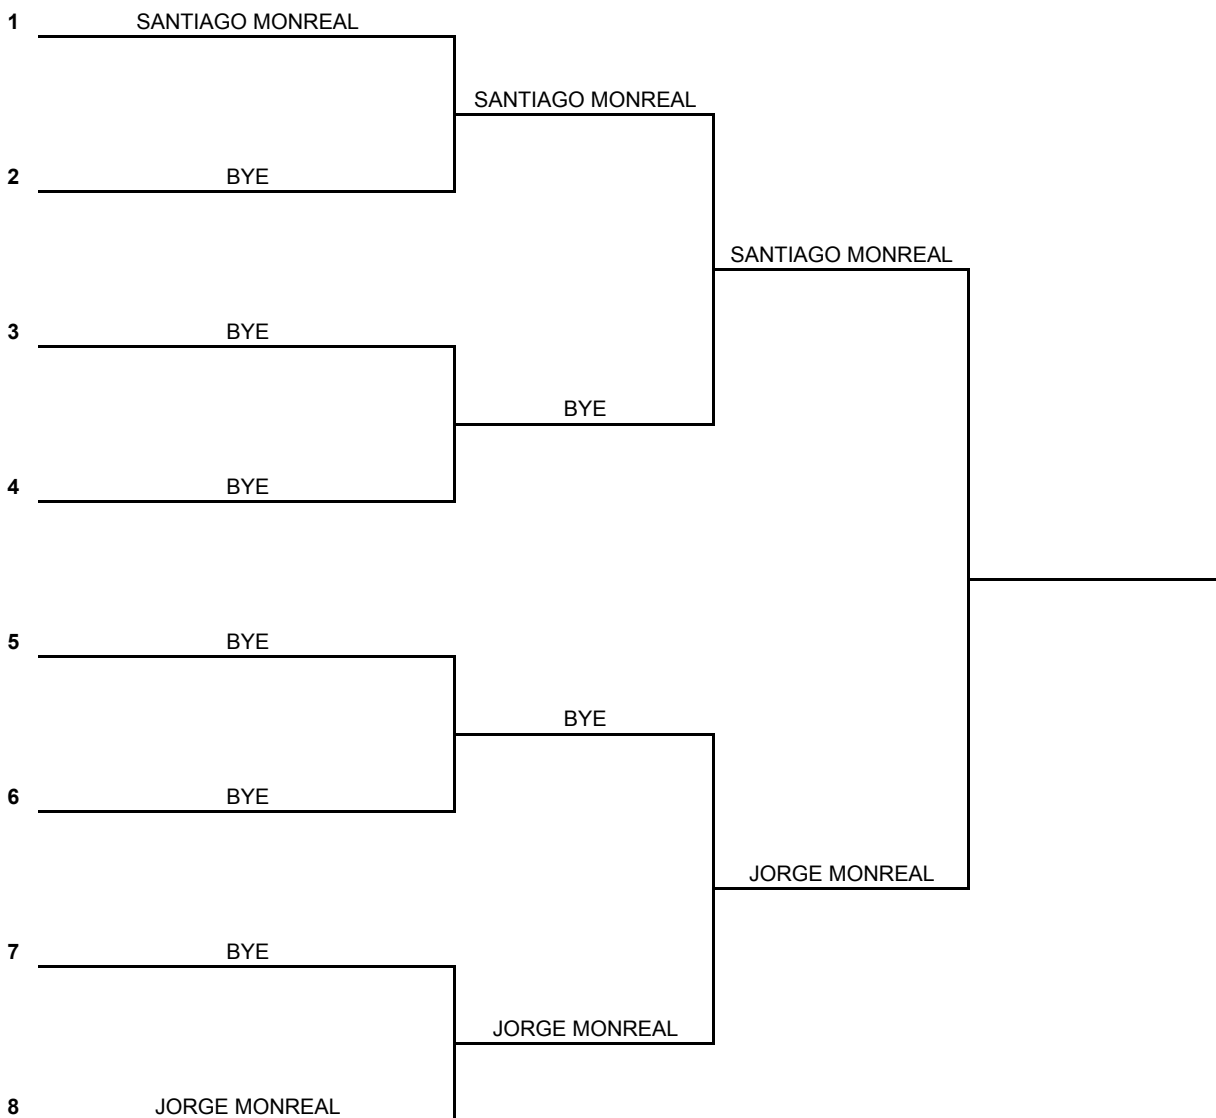 1 SANTIAGO MONREAL
SANTIAGO MONREAL
2 BYE
SANTIAGO MONREAL
3 BYE
BYE
4 BYE
5 BYE
BYE
6 BYE
JORGE MONREAL
7 BYE
JORGE MONREAL
8 JORGE MONREAL